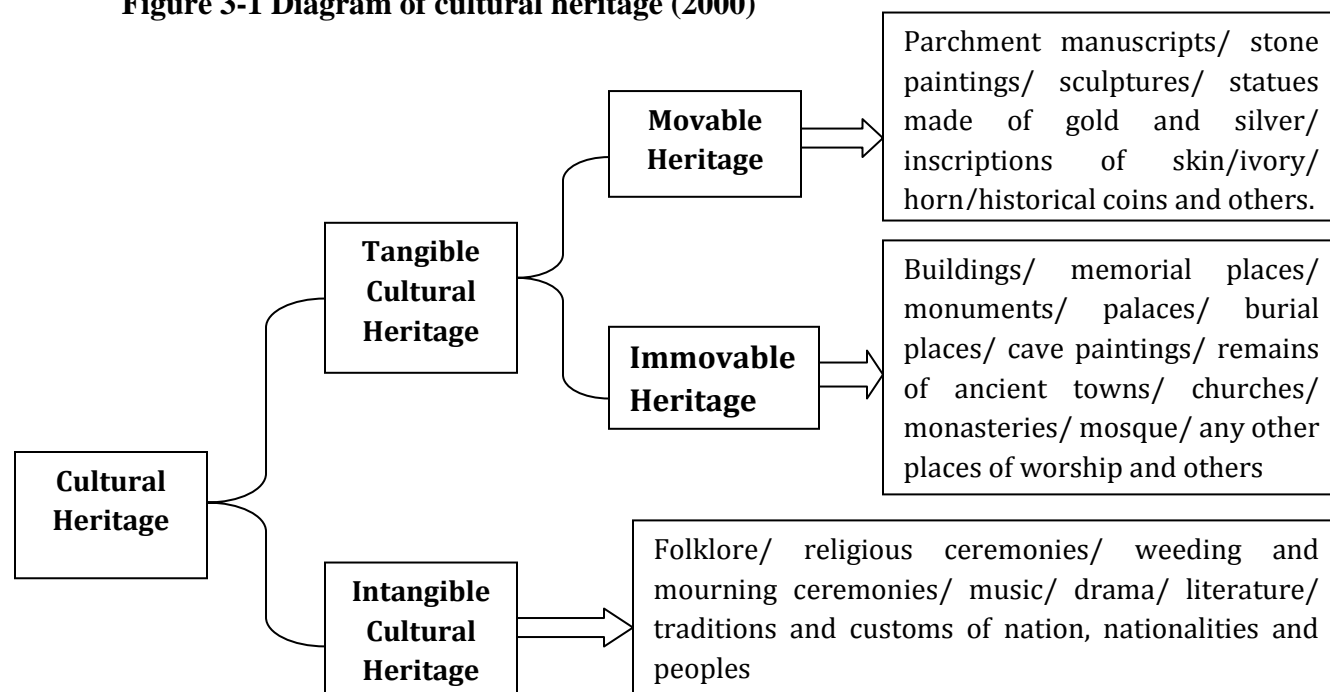 Figure 3-1 Diagram of cultural heritage (2000)
Parchment manuscripts/ stone
paintings/ sculptures/ statues
made of gold and silver/
inscriptions of skin/ivory/
horn/historical coins and others.
Movable
Heritage
Tangible
Cultural
Heritage
Buildings/ memorial places/
monuments/ palaces/ burial
places/ cave paintings/ remains
of ancient towns/ churches/
monasteries/ mosque/ any other
places of worship and others
Immovable
Heritage
Cultural
Heritage
Intangible
Cultural
Heritage
Folklore/ religious ceremonies/ weeding and
mourning ceremonies/ music/ drama/ literature/
traditions and customs of nation, nationalities and
peoples